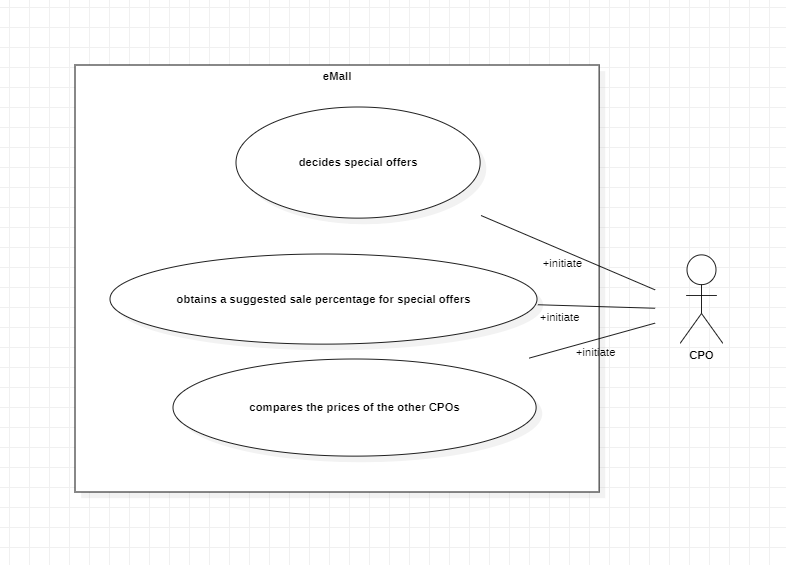 eMall
decides special offers
+initiate
obtains a suggested sale percentage for special offers
+initiate
+initiate
CPO
compares the prices of the other CPOs